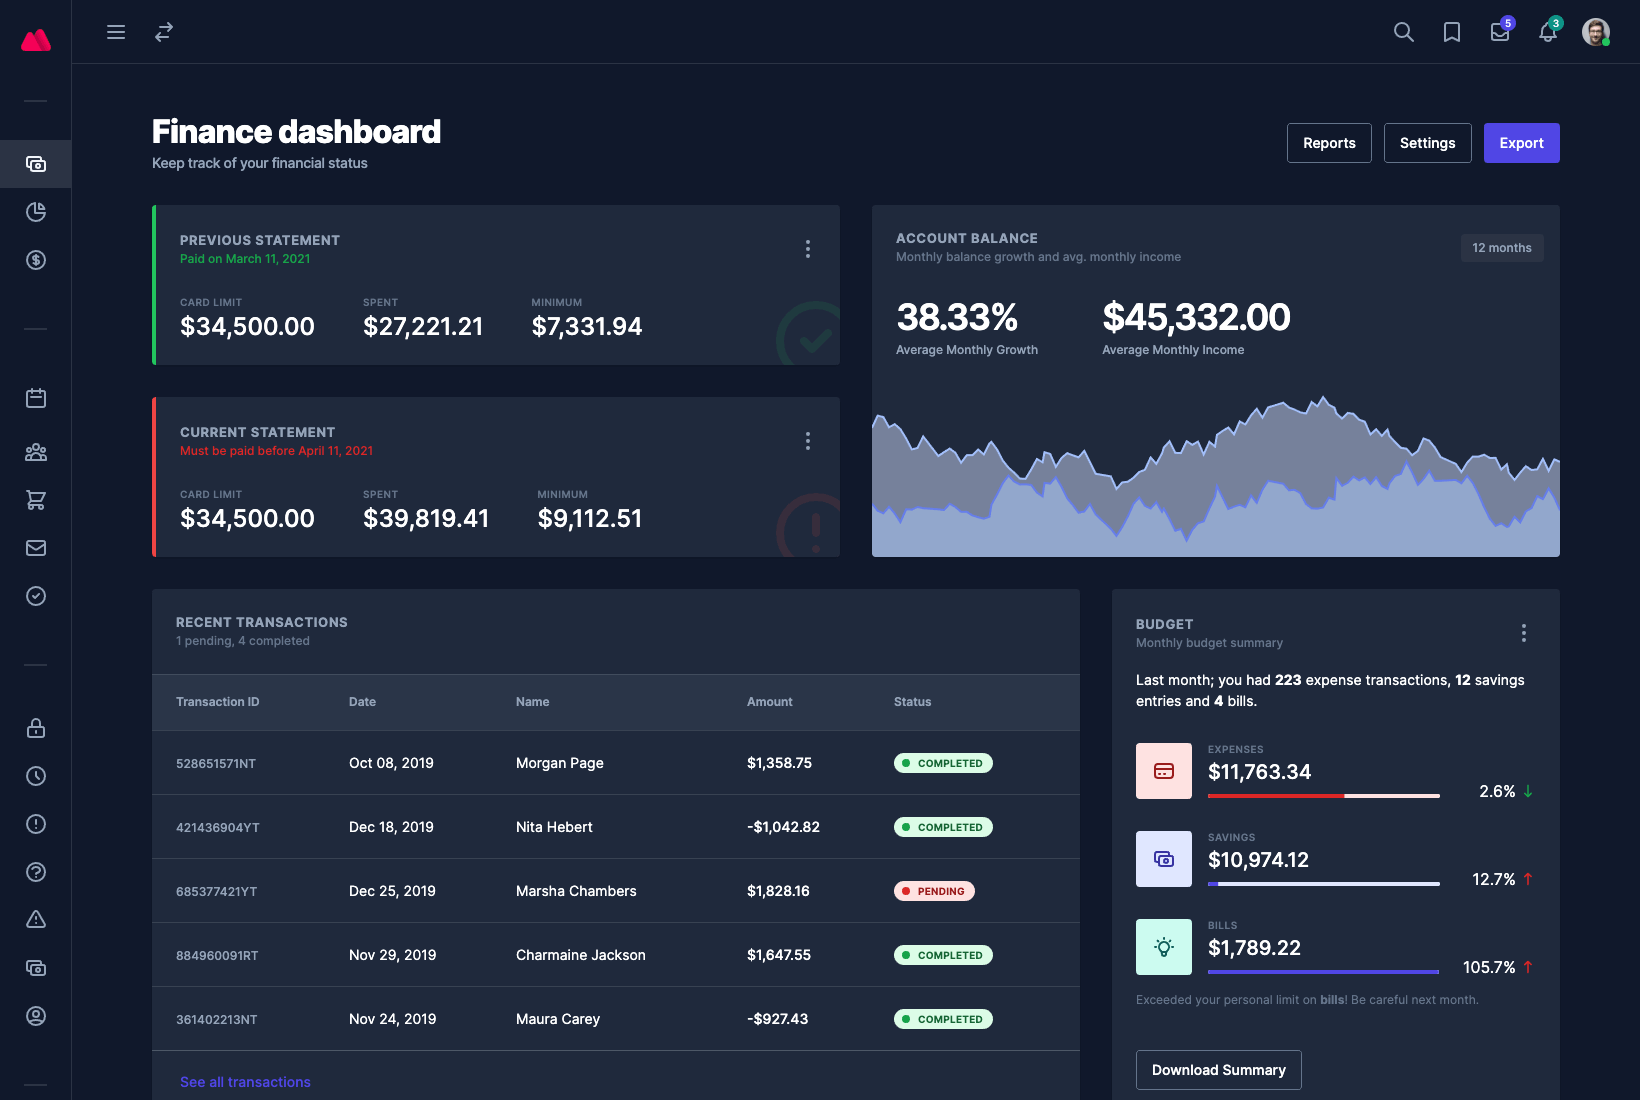 5
3
Finance dashboard
Keep track of your financial status
Reports
Settings
Export
PREVIOUS STATEMENT
Paid on March 11, 2021
CARD LIMIT
$34,500.00
SPENT
$27,221.21
MINIMUM
$7,331.94
ACCOUNT BALANCE
Monthly balance growth and avg. monthly income
12 months
38.33%
Average Monthly Growth
$45,332.00
Average Monthly Income
CURRENT STATEMENT
Must be paid before April 11, 2021
CARD LIMIT
$34,500.00
SPENT
$39,819.41
MINIMUM
$9,112.51
RECENT TRANSACTIONS
1 pending, 4 completed
Transaction ID Date Name Amount Status
528651571NT Oct 08, 2019 Morgan Page $1,358.75 COMPLETED
421436904YT Dec 18, 2019 Nita Hebert -$1,042.82 COMPLETED
685377421YT Dec 25, 2019 Marsha Chambers $1,828.16 PENDING
884960091RT Nov 29, 2019 Charmaine Jackson $1,647.55 COMPLETED
361402213NT Nov 24, 2019 Maura Carey -$927.43 COMPLETED
See all transactions
BUDGET
Monthly budget summary
Last month; you had 223 expense transactions, 12 savings
entries and 4 bills.
EXPENSES
$11,763.34
2.6%
SAVINGS
$10,974.12
12.7%
BILLS
$1,789.22
105.7%
Exceeded your personal limit on bills! Be careful next month.
Download Summary